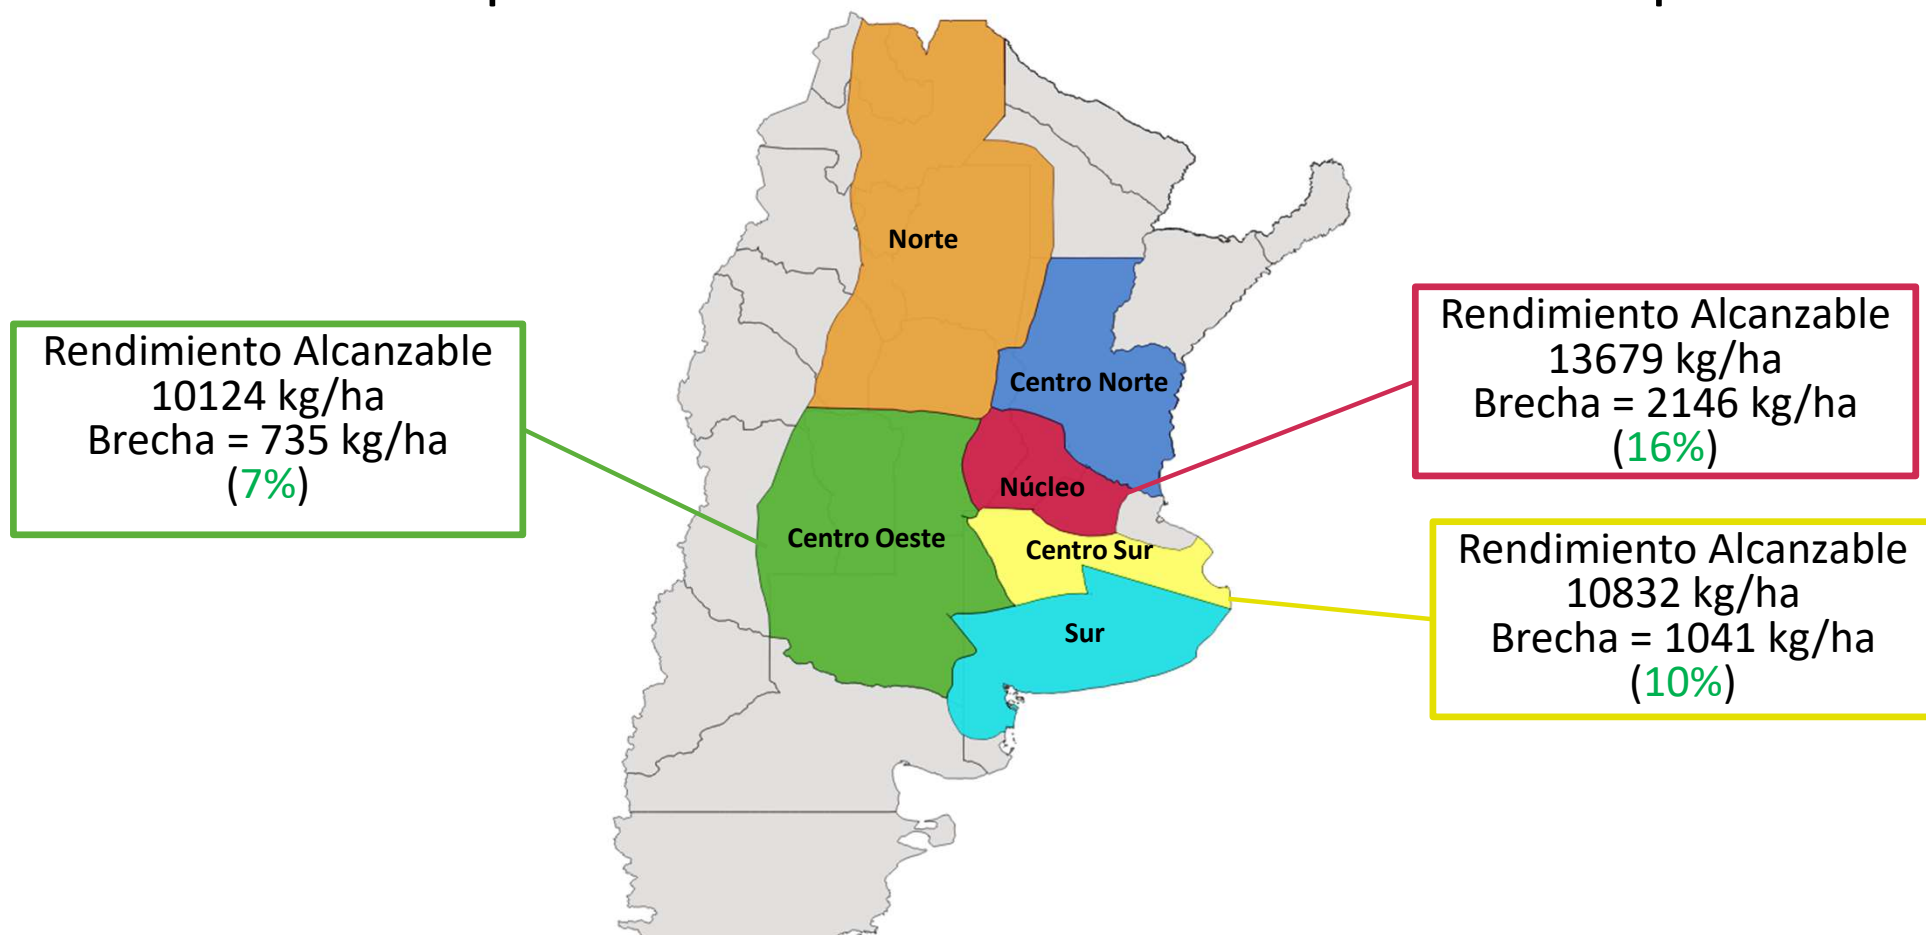 Norte
Rendimiento Alcanzable
10124 kg/ha
Brecha = 735 kg/ha
(7%)
Rendimiento Alcanzable
13679 kg/ha
Brecha = 2146 kg/ha
(16%)
Centro Norte
Núcleo
Centro Oeste
Centro Sur
Sur
Rendimiento Alcanzable
10832 kg/ha
Brecha = 1041 kg/ha
(10%)